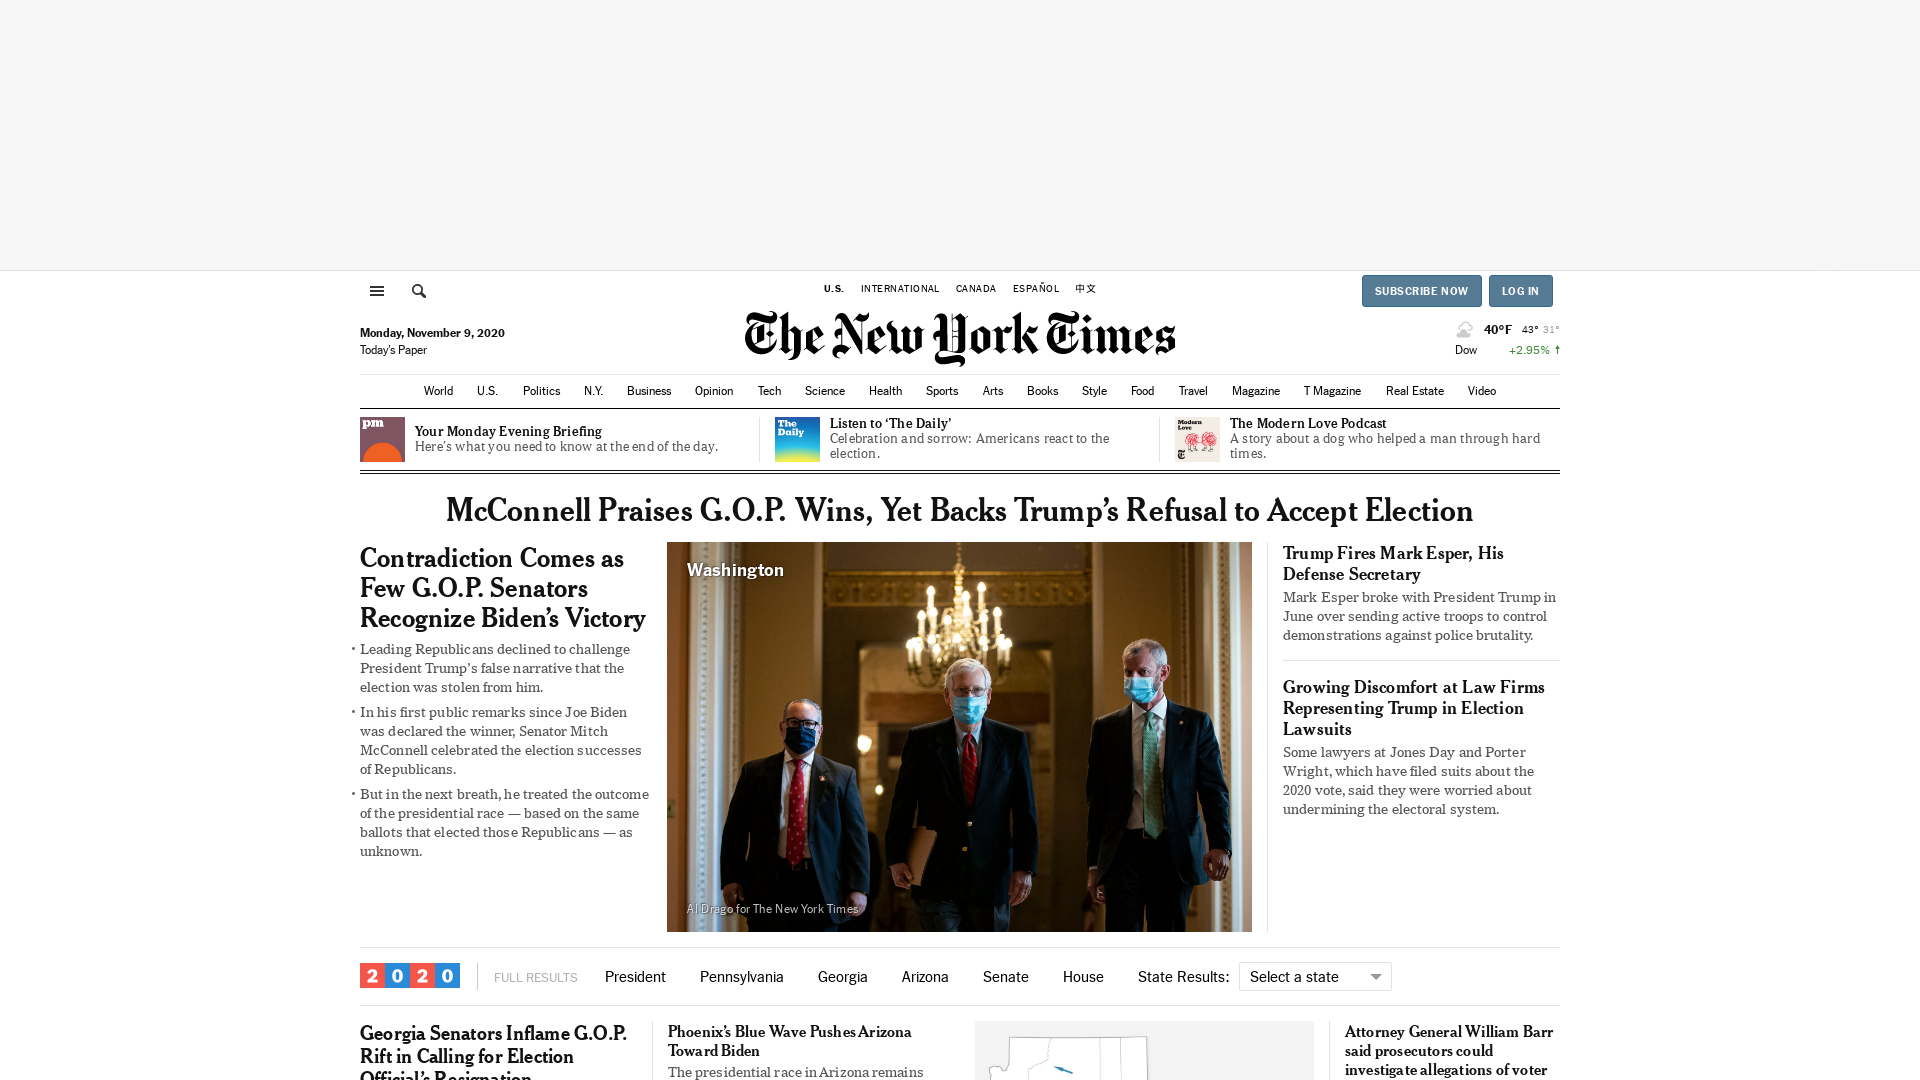 U.S. INTERNATIONAL CANADA ESPAÑOL 中文
SUBSCRIBE NOW LOG IN
Monday, November 9, 2020
Today's Paper
The New York Times
40°F 43° 31°
Dow +2.95% ↑
World U.S. Politics N.Y. Business Opinion Tech Science Health Sports Arts Books Style Food Travel Magazine T Magazine Real Estate Video
pm
Your Monday Evening Briefing
Here's what you need to know at the end of the day.
The
Daily
Listen to ‘The Daily’
Celebration and sorrow: Americans react to the
election.
Modern
Love
The Modern Love Podcast
A story about a dog who helped a man through hard
times.
McConnell Praises G.O.P. Wins, Yet Backs Trump’s Refusal to Accept Election
Contradiction Comes as
Few G.O.P. Senators
Recognize Biden’s Victory
• Leading Republicans declined to challenge
President Trump’s false narrative that the
election was stolen from him.
• In his first public remarks since Joe Biden
was declared the winner, Senator Mitch
McConnell celebrated the election successes
of Republicans.
• But in the next breath, he treated the outcome
of the presidential race — based on the same
ballots that elected those Republicans — as
unknown.
Washington
Al Drago for The New York Times
Trump Fires Mark Esper, His
Defense Secretary
Mark Esper broke with President Trump in
June over sending active troops to control
demonstrations against police brutality.
Growing Discomfort at Law Firms
Representing Trump in Election
Lawsuits
Some lawyers at Jones Day and Porter
Wright, which have filed suits about the
2020 vote, said they were worried about
undermining the electoral system.
2020 FULL RESULTS President Pennsylvania Georgia Arizona Senate House State Results: Select a state
Georgia Senators Inflame G.O.P.
Rift in Calling for Election
Official’s Resignation
Phoenix’s Blue Wave Pushes Arizona
Toward Biden
The presidential race in Arizona remains
Attorney General William Barr
said prosecutors could
investigate allegations of voter